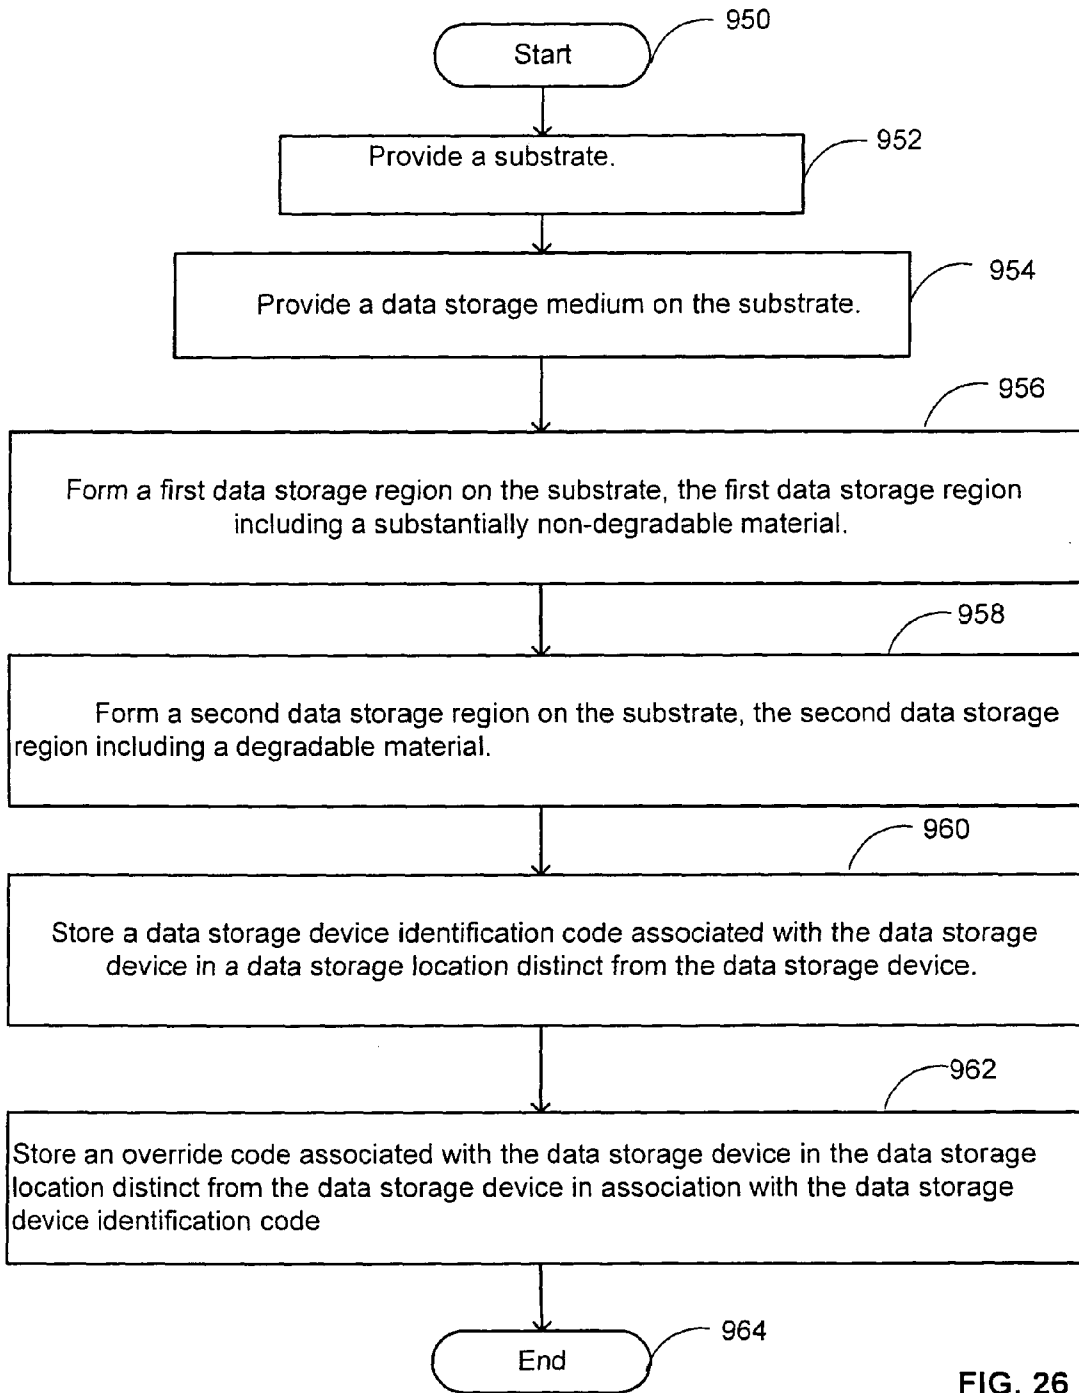 950
Start
952
Provide a substrate.
954
Provide a data storage medium on the substrate.
956
Form a first data storage region on the substrate, the first data storage region
including a substantially non-degradable material.
958
Form a second data storage region on the substrate, the second data storage
region including a degradable material.
960
Store a data storage device identification code associated with the data storage
device in a data storage location distinct from the data storage device.
962
Store an override code associated with the data storage device in the data storage
location distinct from the data storage device in association with the data storage
device identification code
964
End
FIG. 26